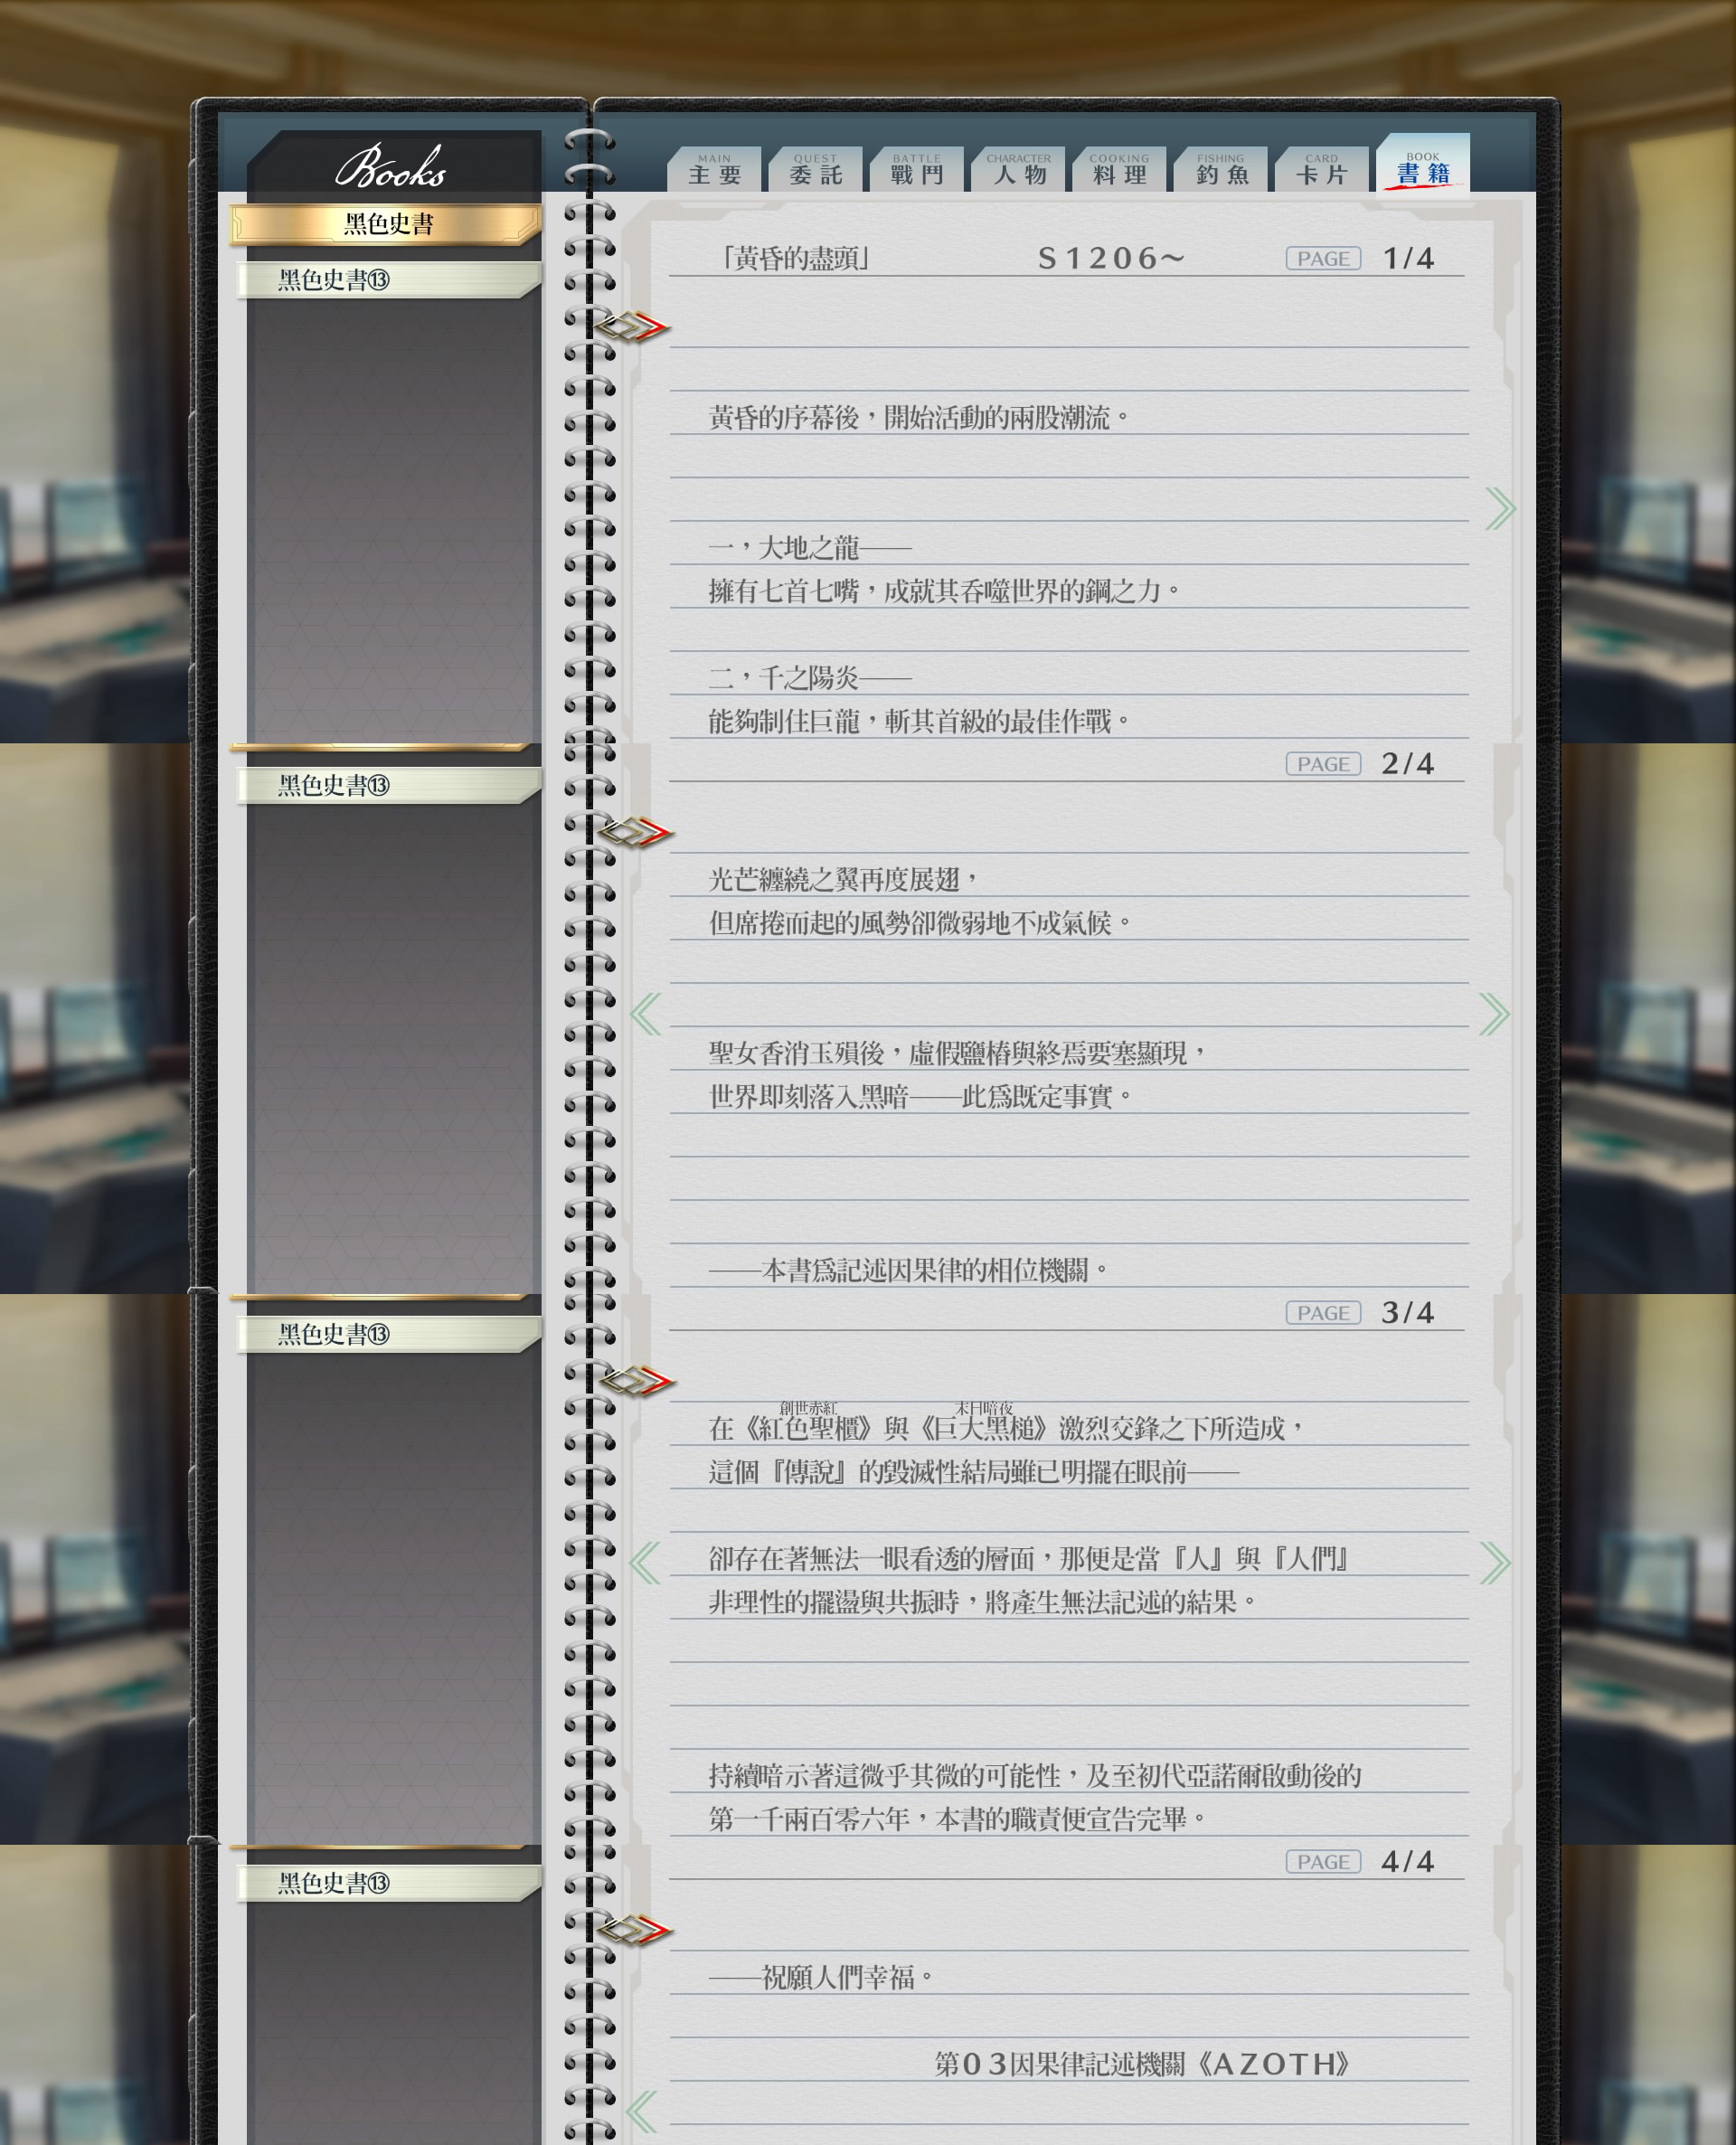 Books
MAIN
主要
QUEST
委託
BATTLE
戰鬥
CHARACTER
人物
COOKING
料理
FISHING
釣魚
CARD
卡片
BOOK
書籍
黑色史書
黑色史書⑬
「黃昏的盡頭」 S1206~ PAGE 1/4
黃昏的序幕後，開始活動的兩股潮流。
一，大地之龍——
擁有七首七嘴，成就其吞噬世界的鋼之力。
二，千之陽炎——
能夠制住巨龍，斬其首級的最佳作戰。
PAGE 2/4
黑色史書⑬
光芒纏繞之翼再度展翅，
但席捲而起的風勢卻微弱地不成氣候。
聖女香消玉殞後，虛假鹽樁與終焉要塞顯現，
世界即刻落入黑暗——此為既定事實。
——本書為記述因果律的相位機關。
PAGE 3/4
黑色史書⑬
創世赤紅 末日暗夜
在《紅色聖櫃》與《巨大黑槌》激烈交鋒之下所造成，
這個『傳說』的毀滅性結局雖已明擺在眼前——
卻存在著無法一眼看透的層面，那便是當『人』與『人們』
非理性的擺盪與共振時，將產生無法記述的結果。
持續暗示著這微乎其微的可能性，及至初代亞諾爾啟動後的
第一千兩百零六年，本書的職責便宣告完畢。
PAGE 4/4
黑色史書⑬
——祝願人們幸福。
第03因果律記述機關《AZOTH》